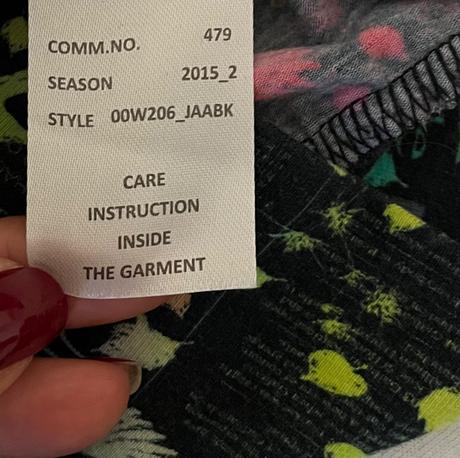 COMM.NO. 479
SEASON 2015_2
STYLE 00W206_JAABK
CARE
INSTRUCTION
INSIDE
THE GARMENT